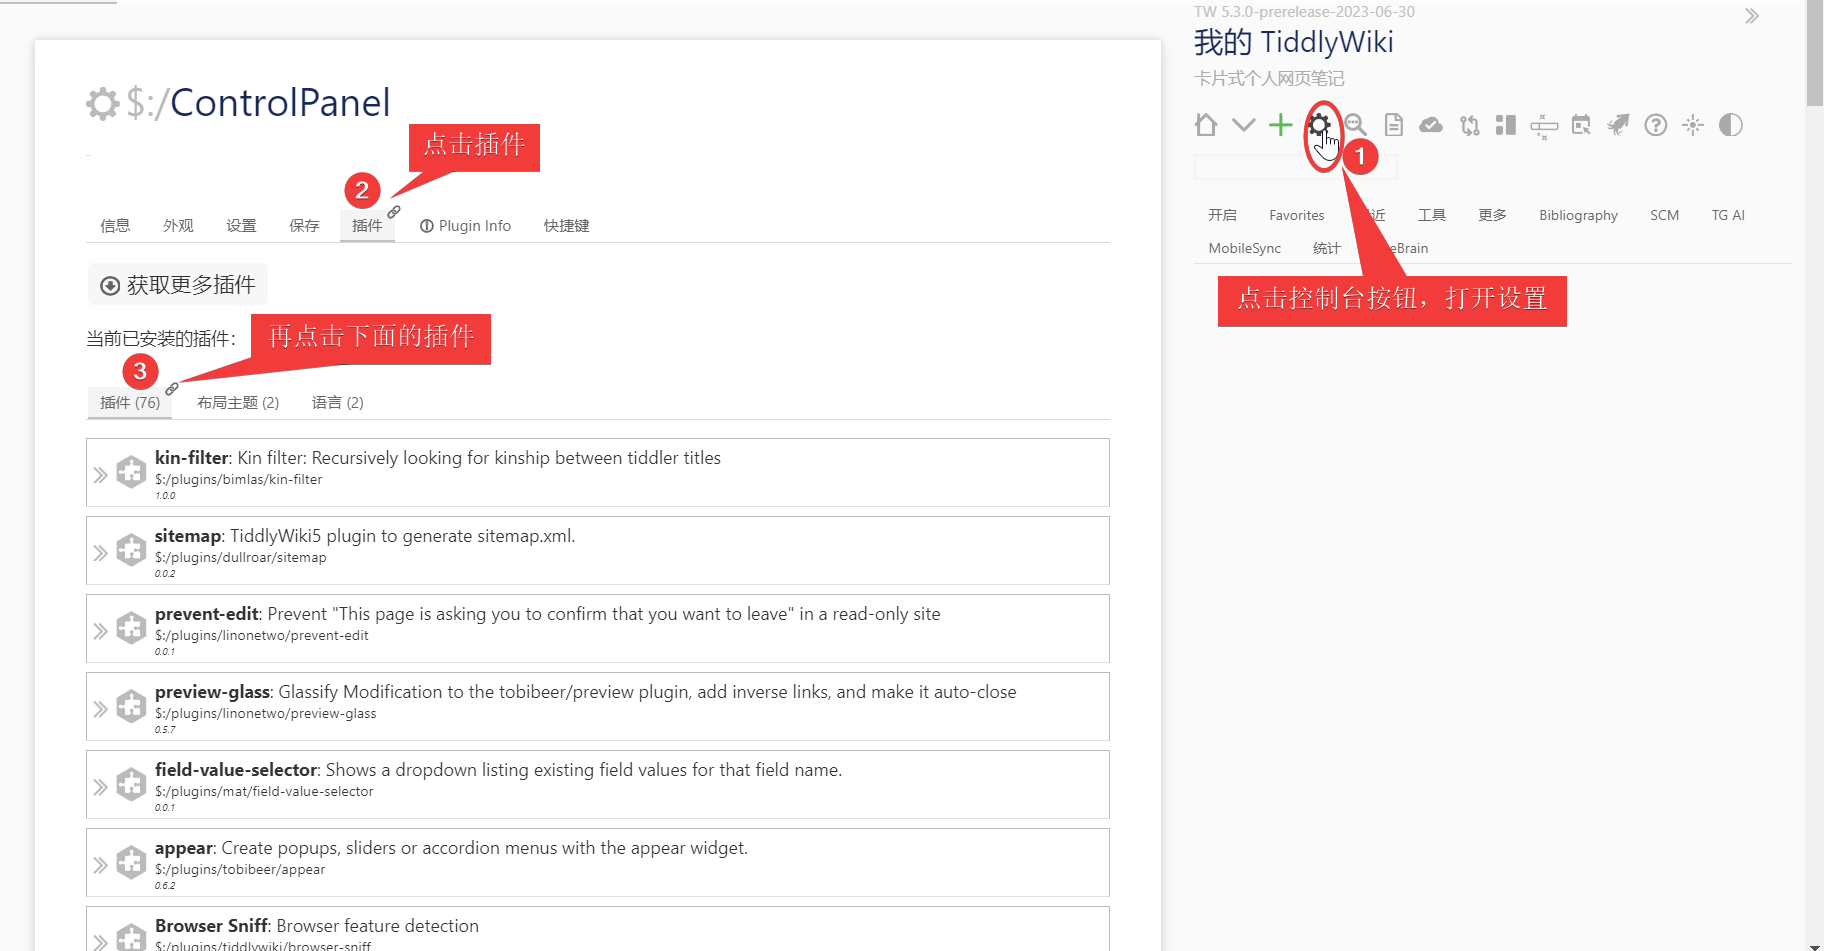 $:/ControlPanel
点击插件
2
信息
外观
设置
保存
插件
Plugin Info
快捷键
获取更多插件
当前已安装的插件：
再点击下面的插件
3
插件 (76)
布局主题 (2)
语言 (2)
kin-filter: Kin filter: Recursively looking for kinship between tiddler titles
$:/plugins/bimlas/kin-filter
1.0.0
sitemap: TiddlyWiki5 plugin to generate sitemap.xml.
$:/plugins/dullroar/sitemap
0.0.2
prevent-edit: Prevent "This page is asking you to confirm that you want to leave" in a read-only site
$:/plugins/linonetwo/prevent-edit
0.0.1
preview-glass: Glassify Modification to the tobibeer/preview plugin, add inverse links, and make it auto-close
$:/plugins/linonetwo/preview-glass
0.5.7
field-value-selector: Shows a dropdown listing existing field values for that field name.
$:/plugins/mat/field-value-selector
0.0.1
appear: Create popups, sliders or accordion menus with the appear widget.
$:/plugins/tobibeer/appear
0.6.2
Browser Sniff: Browser feature detection
$:/plugins/tiddlywiki/browser-sniff
TW 5.3.0-prerelease-2023-06-30
我的 TiddlyWiki
卡片式个人网页笔记
1
开启
Favorites
近
工具
更多
Bibliography
SCM
TG AI
MobileSync
统计
eBrain
点击控制台按钮，打开设置